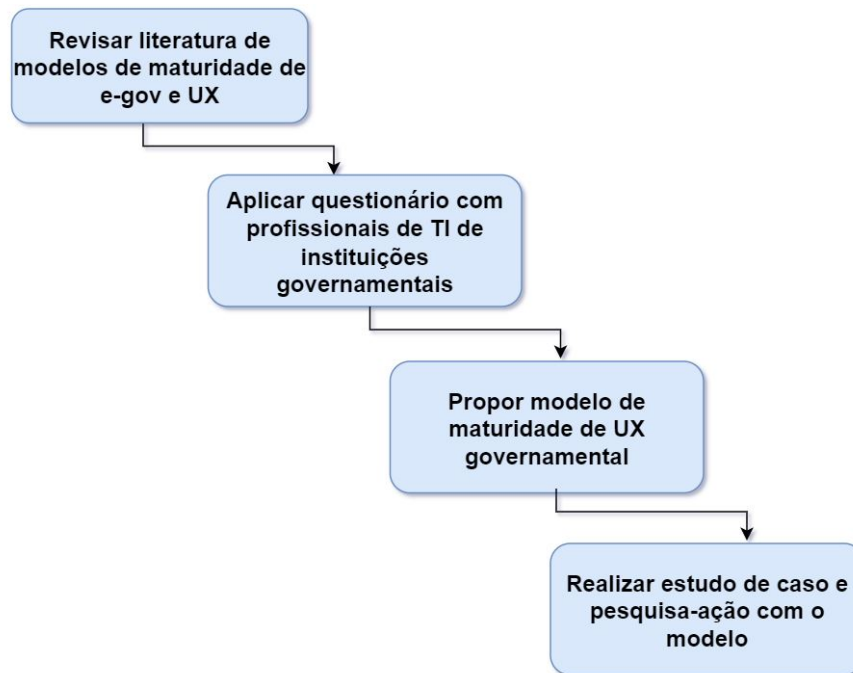 Revisar literatura de
modelos de maturidade de
e-gov e UX
Aplicar questionário com
profissionais de TI de
instituições
governamentais
Propor modelo de
maturidade de UX
governamental
Realizar estudo de caso e
pesquisa-ação com o
modelo